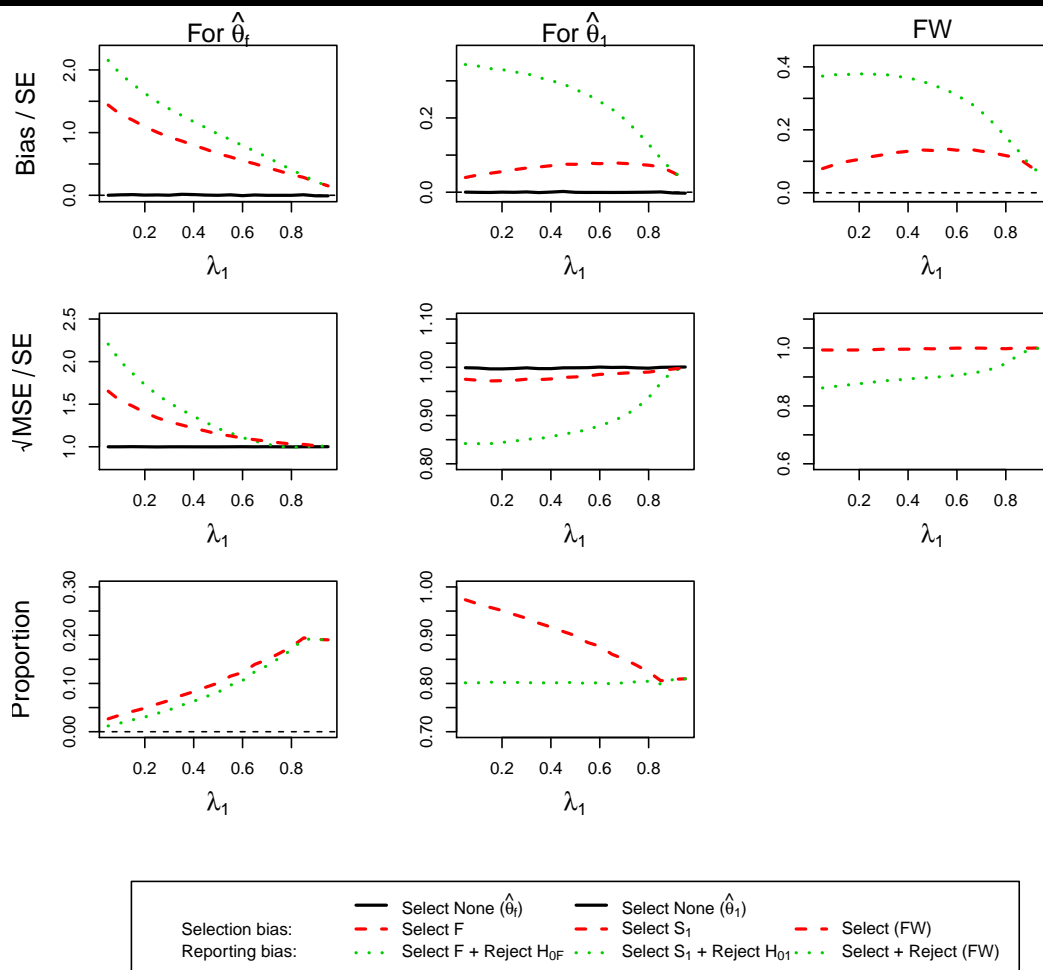 For θ̂f For θ̂1 FW
Bias / SE
0.0 1.0 2.0
0.0 0.2
0.0 0.2 0.4
0.2 0.4 0.6 0.8
0.2 0.4 0.6 0.8
0.2 0.4 0.6 0.8
λ1 λ1 λ1
√MSE / SE
1.0 1.5 2.0 2.5
0.80 0.90 1.00 1.10
0.6 0.8 1.0
0.2 0.4 0.6 0.8
0.2 0.4 0.6 0.8
0.2 0.4 0.6 0.8
λ1 λ1 λ1
Proportion
0.00 0.10 0.20 0.30
0.70 0.80 0.90 1.00
0.2 0.4 0.6 0.8
0.2 0.4 0.6 0.8
λ1 λ1
Select None (θ̂f) Select None (θ̂1)
Selection bias: Select F Select S1 Select (FW)
Reporting bias: Select F + Reject H0F Select S1 + Reject H01 Select + Reject (FW)